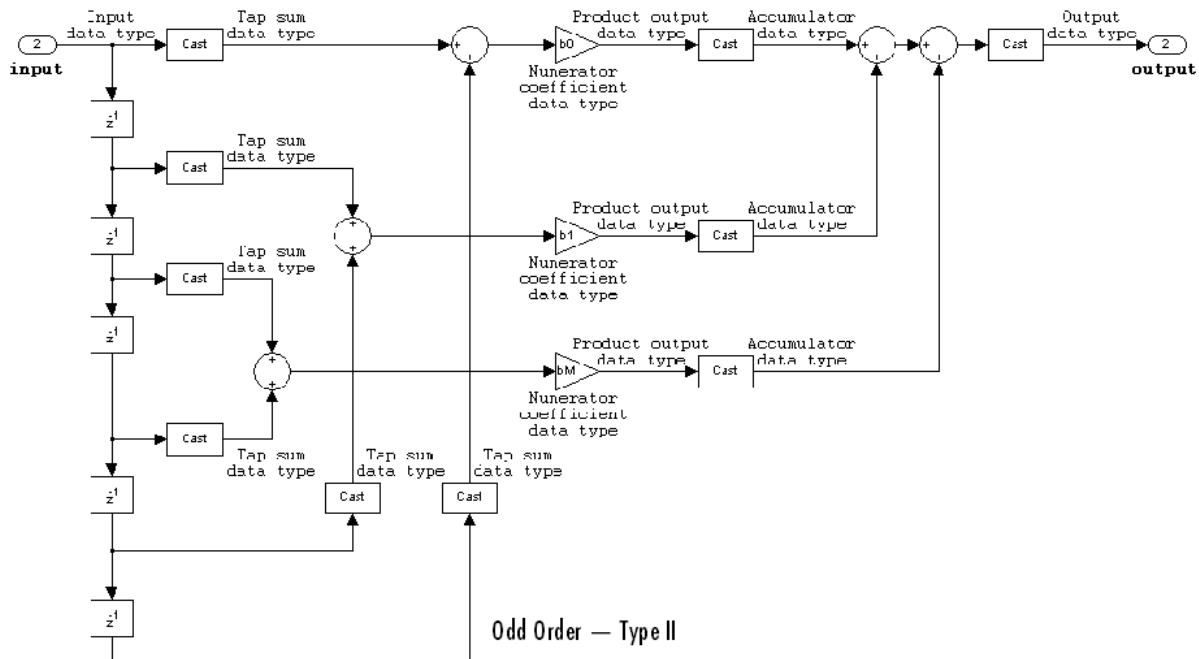 Input
data type
Tap sum
data type
Product output
data type
Accumulator
data type
Output
data type
2
input
Cast
+
+
b0
Cast
+
+
+
+
Cast
2
output
Nunerator
coefficient
data type
z-1
Tap sum
data type
Cast
Product output
data type
Accumulator
data type
z-1
+
+
b1
Cast
Tap sum
data type
Nunerator
coefficient
data type
Cast
z-1
Product output
data type
Accumulator
data type
+
+
bM
Cast
Nunerator
coefficient
data type
Cast
Tap sum
data type
Tap sum
data type
Tap sum
data type
z-1
Cast
Cast
z-1
Odd Order — Type II